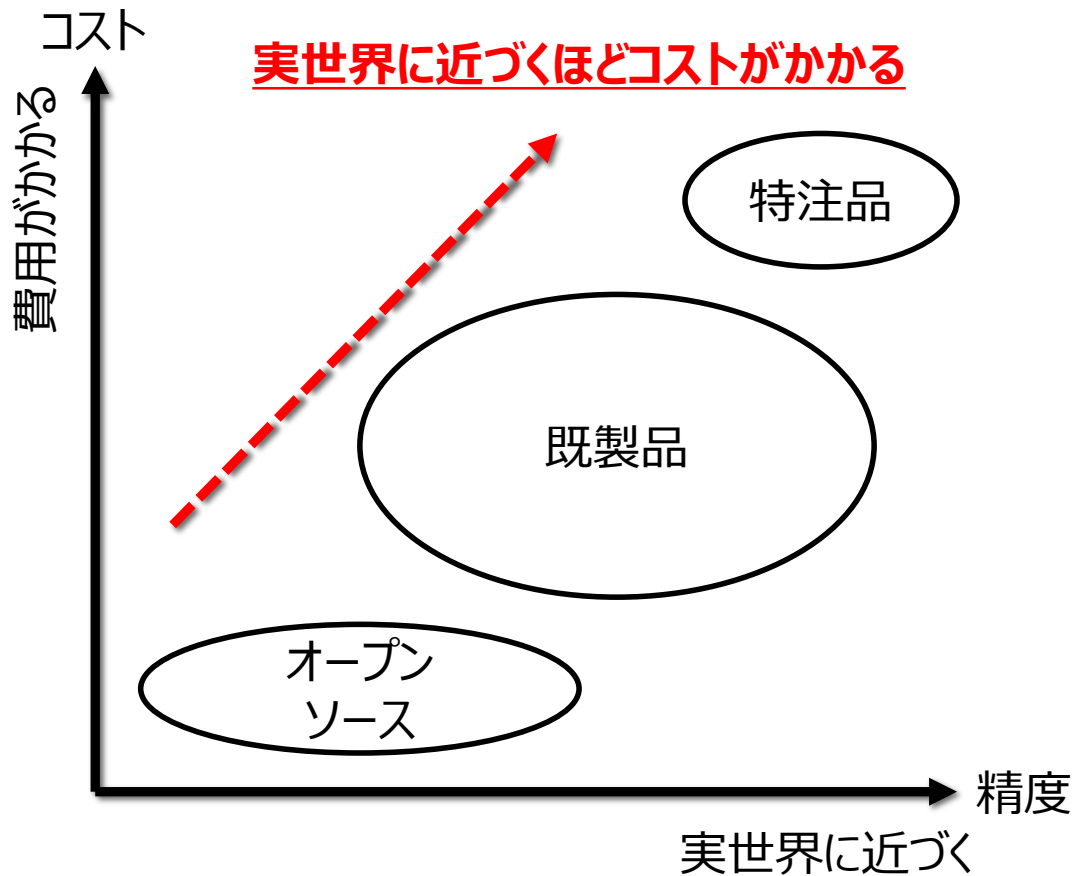 コスト
実世界に近づくほどコストがかかる
費用がかかる
特注品
既製品
オープン
ソース
精度
実世界に近づく